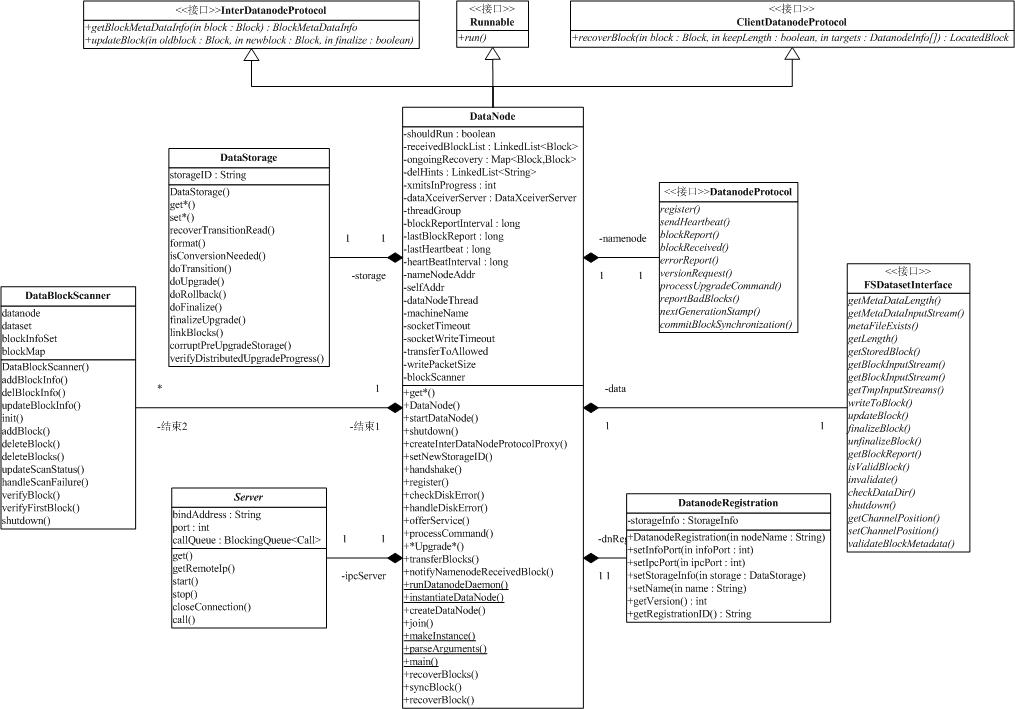 <<接口>>InterDatanodeProtocol
+getBlockMetaDataInfo(in block : Block) : BlockMetaDataInfo
+updateBlock(in oldblock : Block, in newblock : Block, in finalize : boolean)
<<接口>>
Runnable
+run()
<<接口>>
ClientDatanodeProtocol
+recoverBlock(in block : Block, in keepLength : boolean, in targets : DatanodeInfo[]) : LocatedBlock
DataNode
-shouldRun : boolean
-receivedBlockList : LinkedList<Block>
-ongoingRecovery : Map<Block,Block>
-delHints : LinkedList<String>
-xmitsInProgress : int
-dataXceiverServer : DataXceiverServer
-threadGroup
-blockReportInterval : long
-lastBlockReport : long
-lastHeartbeat : long
-heartBeatInterval : long
-nameNodeAddr
-selfAddr
-dataNodeThread
-machineName
-socketTimeout
-socketWriteTimeout
-transferToAllowed
-writePacketSize
-blockScanner
+get*()
+DataNode()
+startDataNode()
+shutdown()
+createInterDataNodeProtocolProxy()
+setNewStorageID()
+handshake()
+register()
+checkDiskError()
+handleDiskError()
+offerService()
+processCommand()
+*Upgrade*()
+transferBlocks()
+notifyNamenodeReceivedBlock()
+runDatanodeDaemon()
+instantiateDataNode()
+createDataNode()
+join()
+makeInstance()
+parseArguments()
+main()
+recoverBlocks()
+syncBlock()
+recoverBlock()
DataStorage
storageID : String
DataStorage()
get*()
set*()
recoverTransitionRead()
format()
isConversionNeeded()
doTransition()
doUpgrade()
doRollback()
doFinalize()
finalizeUpgrade()
linkBlocks()
corruptPreUpgradeStorage()
verifyDistributedUpgradeProgress()
1 1
-storage
DataBlockScanner
datanode
dataset
blockInfoSet
blockMap
DataBlockScanner()
addBlockInfo()
delBlockInfo()
updateBlockInfo()
init()
addBlock()
deleteBlock()
deleteBlocks()
updateScanStatus()
handleScanFailure()
verifyBlock()
verifyFirstBlock()
shutdown()
* 1
-结束2 -结束1
Server
bindAddress : String
port : int
callQueue : BlockingQueue<Call>
get()
getRemoteIp()
start()
stop()
closeConnection()
call()
1 1
-ipcServer
<<接口>>DatanodeProtocol
register()
sendHeartbeat()
blockReport()
blockReceived()
errorReport()
versionRequest()
processUpgradeCommand()
reportBadBlocks()
nextGenerationStamp()
commitBlockSynchronization()
-namenode
1 1
<<接口>>
FSDatasetInterface
getMetaDataLength()
getMetaDataInputStream()
metaFileExists()
getLength()
getStoredBlock()
getBlockInputStream()
getBlockInputStream()
getTmpInputStreams()
writeToBlock()
updateBlock()
finalizeBlock()
unfinalizeBlock()
getBlockReport()
isValidBlock()
invalidate()
checkDataDir()
shutdown()
getChannelPosition()
setChannelPosition()
validateBlockMetadata()
-data
1 1
DatanodeRegistration
-storageInfo : StorageInfo
+DatanodeRegistration(in nodeName : String)
+setInfoPort(in infoPort : int)
+setIpcPort(in ipcPort : int)
+setStorageInfo(in storage : DataStorage)
+setName(in name : String)
+getVersion() : int
+getRegistrationID() : String
-dnReg
1 1